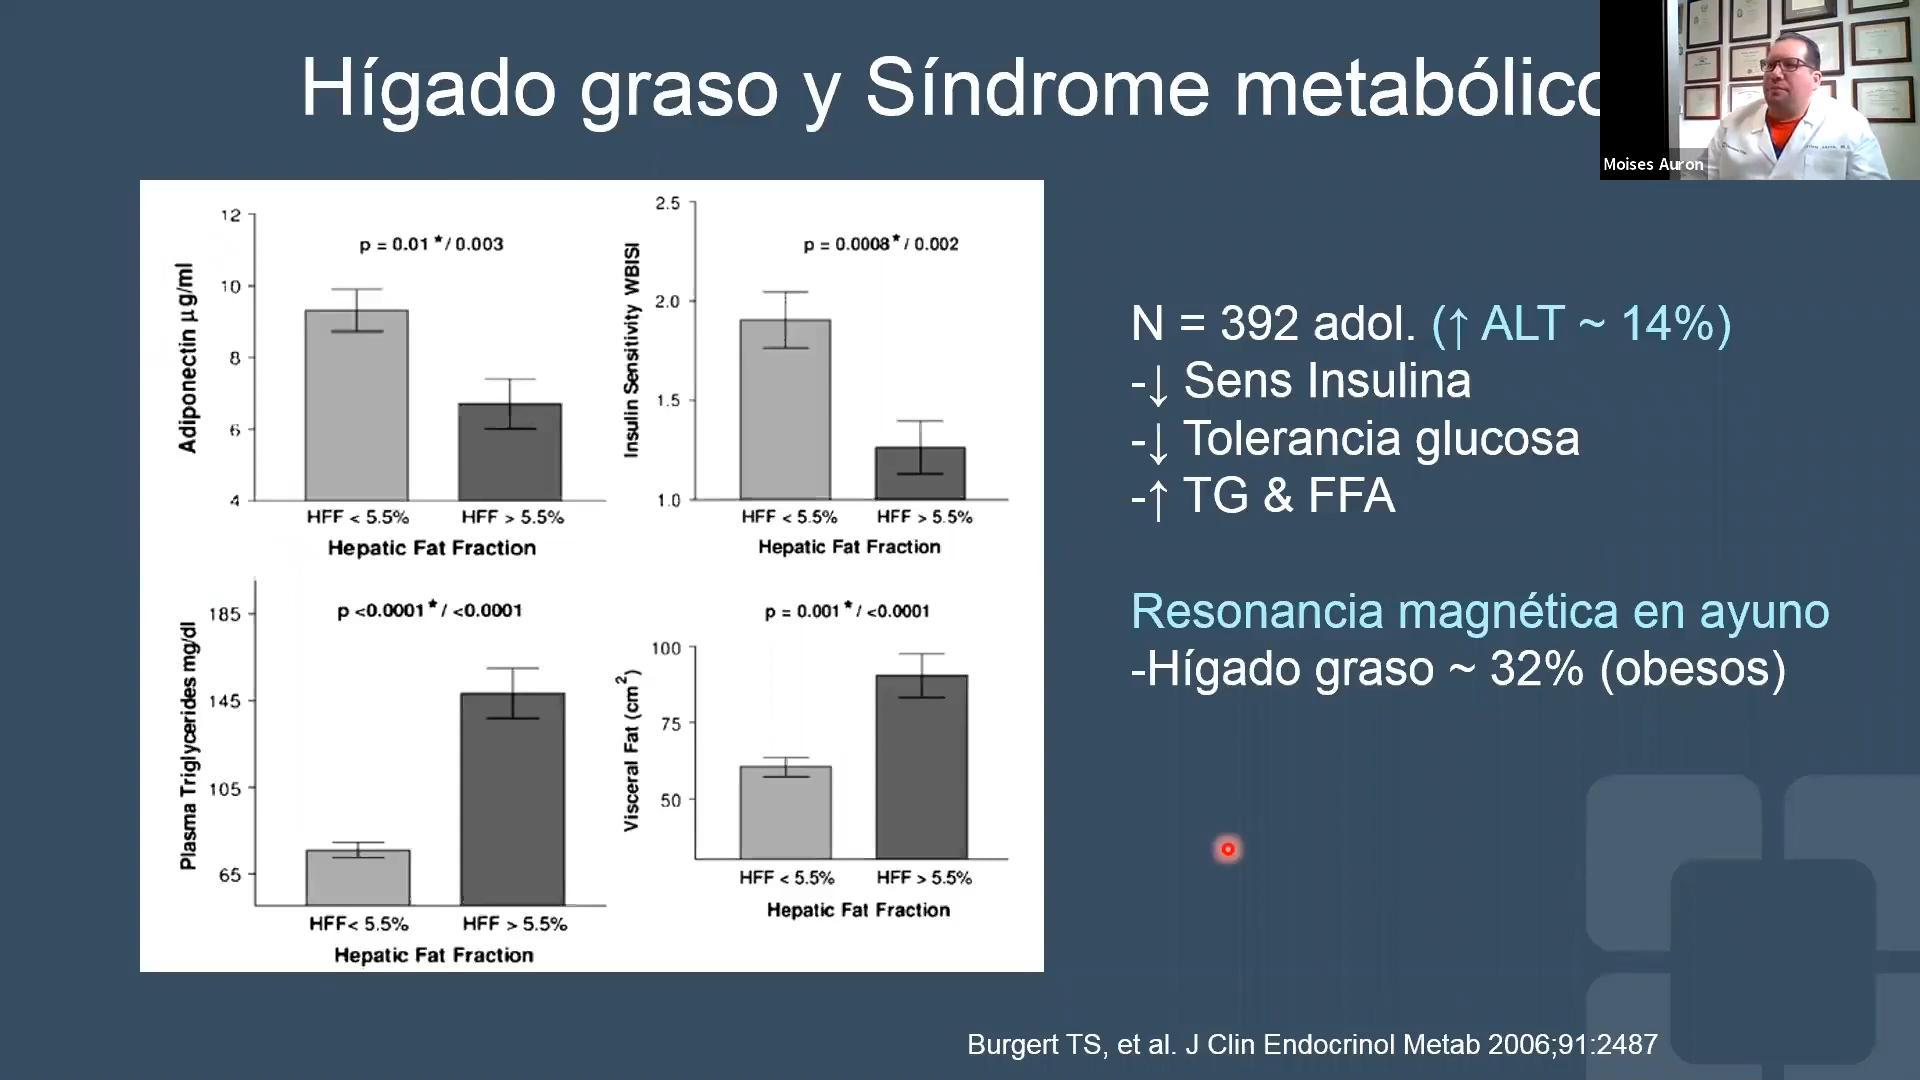 Hígado graso y Síndrome metabólico
Moises Auron
12
10
8
6
4
Adiponectin µg/ml
p = 0.01 */ 0.003
HFF < 5.5%
HFF > 5.5%
Hepatic Fat Fraction
2.5
2.0
1.5
1.0
Insulin Sensitivity WBISI
p = 0.0008* / 0.002
HFF < 5.5%
HFF > 5.5%
Hepatic Fat Fraction
185
145
105
65
Plasma Triglycerides mg/dl
p <0.0001 * / <0.0001
HFF< 5.5%
HFF > 5.5%
Hepatic Fat Fraction
100
75
50
Visceral Fat (cm²)
p = 0.001 * / <0.0001
HFF < 5.5%
HFF > 5.5%
Hepatic Fat Fraction
N = 392 adol. (↑ ALT ~ 14%)
-↓ Sens Insulina
-↓ Tolerancia glucosa
-↑ TG & FFA
Resonancia magnética en ayuno
-Hígado graso ~ 32% (obesos)
Burgert TS, et al. J Clin Endocrinol Metab 2006;91:2487